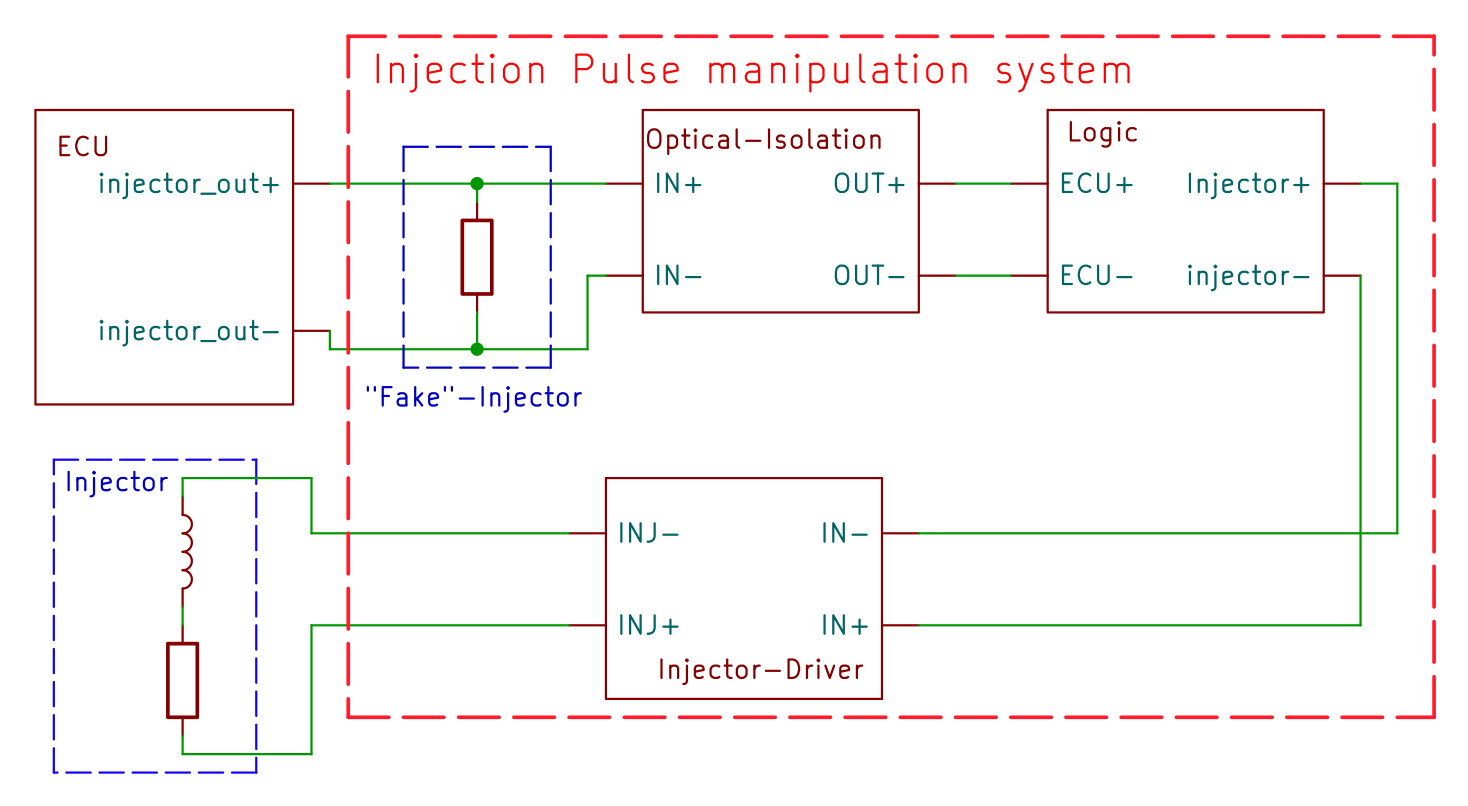 Injection Pulse manipulation system
ECU
injector_out+
injector_out-
"Fake"-Injector
Optical-Isolation
IN+
OUT+
IN-
OUT-
Logic
ECU+
Injector+
ECU-
injector-
Injector
INJ-
IN-
INJ+
IN+
Injector-Driver